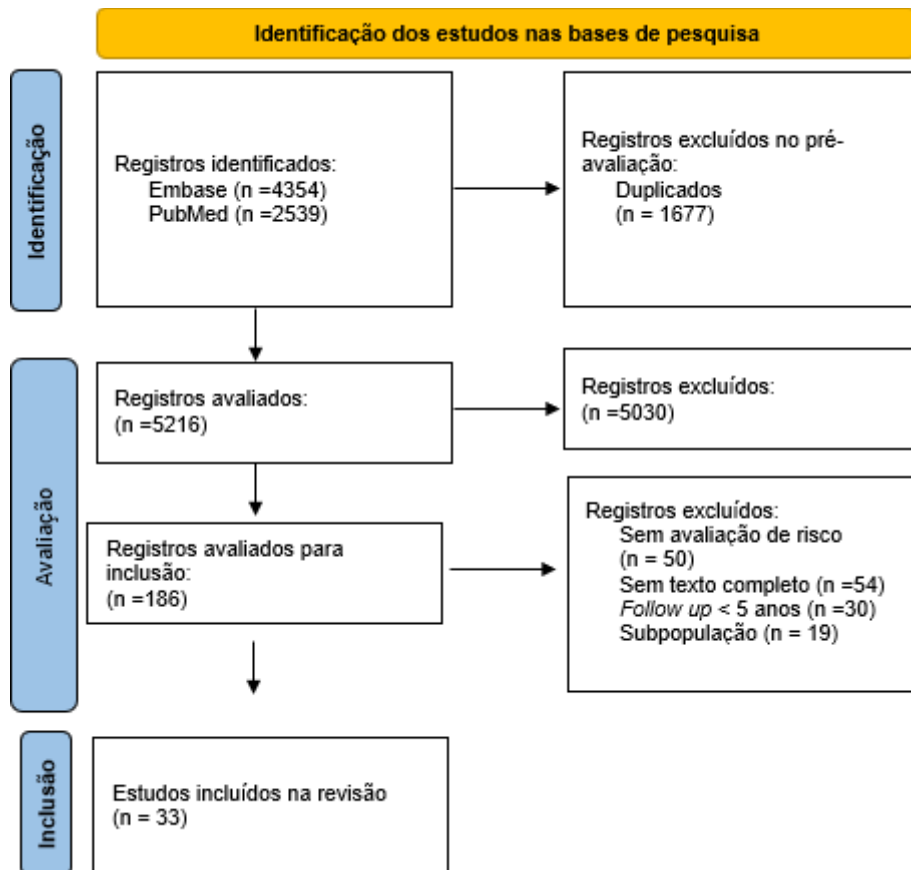 Identificação dos estudos nas bases de pesquisa
Identificação
Registros identificados:
Embase (n =4354)
PubMed (n =2539)
Registros excluídos no pré-
avaliação:
Duplicados
(n = 1677)
Avaliação
Registros avaliados:
(n =5216)
Registros excluídos:
(n =5030)
Registros avaliados para
inclusão:
(n =186)
Registros excluídos:
Sem avaliação de risco
(n = 50)
Sem texto completo (n =54)
Follow up < 5 anos (n =30)
Subpopulação (n = 19)
Inclusão
Estudos incluídos na revisão
(n = 33)